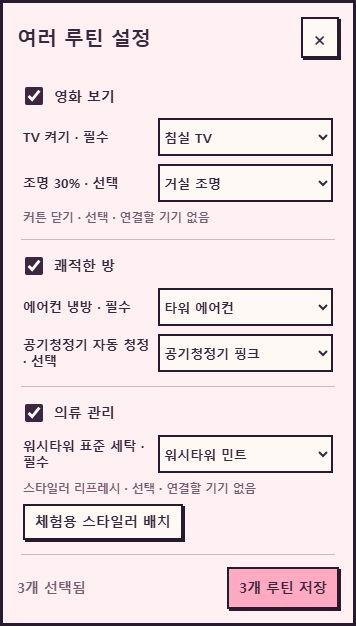 여러 루틴 설정
×
영화 보기
TV 켜기 · 필수
침실 TV
조명 30% · 선택
거실 조명
커튼 닫기 · 선택 · 연결할 기기 없음
쾌적한 방
에어컨 냉방 · 필수
타워 에어컨
공기청정기 자동 청정
· 선택
공기청정기 핑크
의류 관리
워시타워 표준 세탁 ·
필수
워시타워 민트
스타일러 리프레시 · 선택 · 연결할 기기 없음
체험용 스타일러 배치
3개 선택됨
3개 루틴 저장